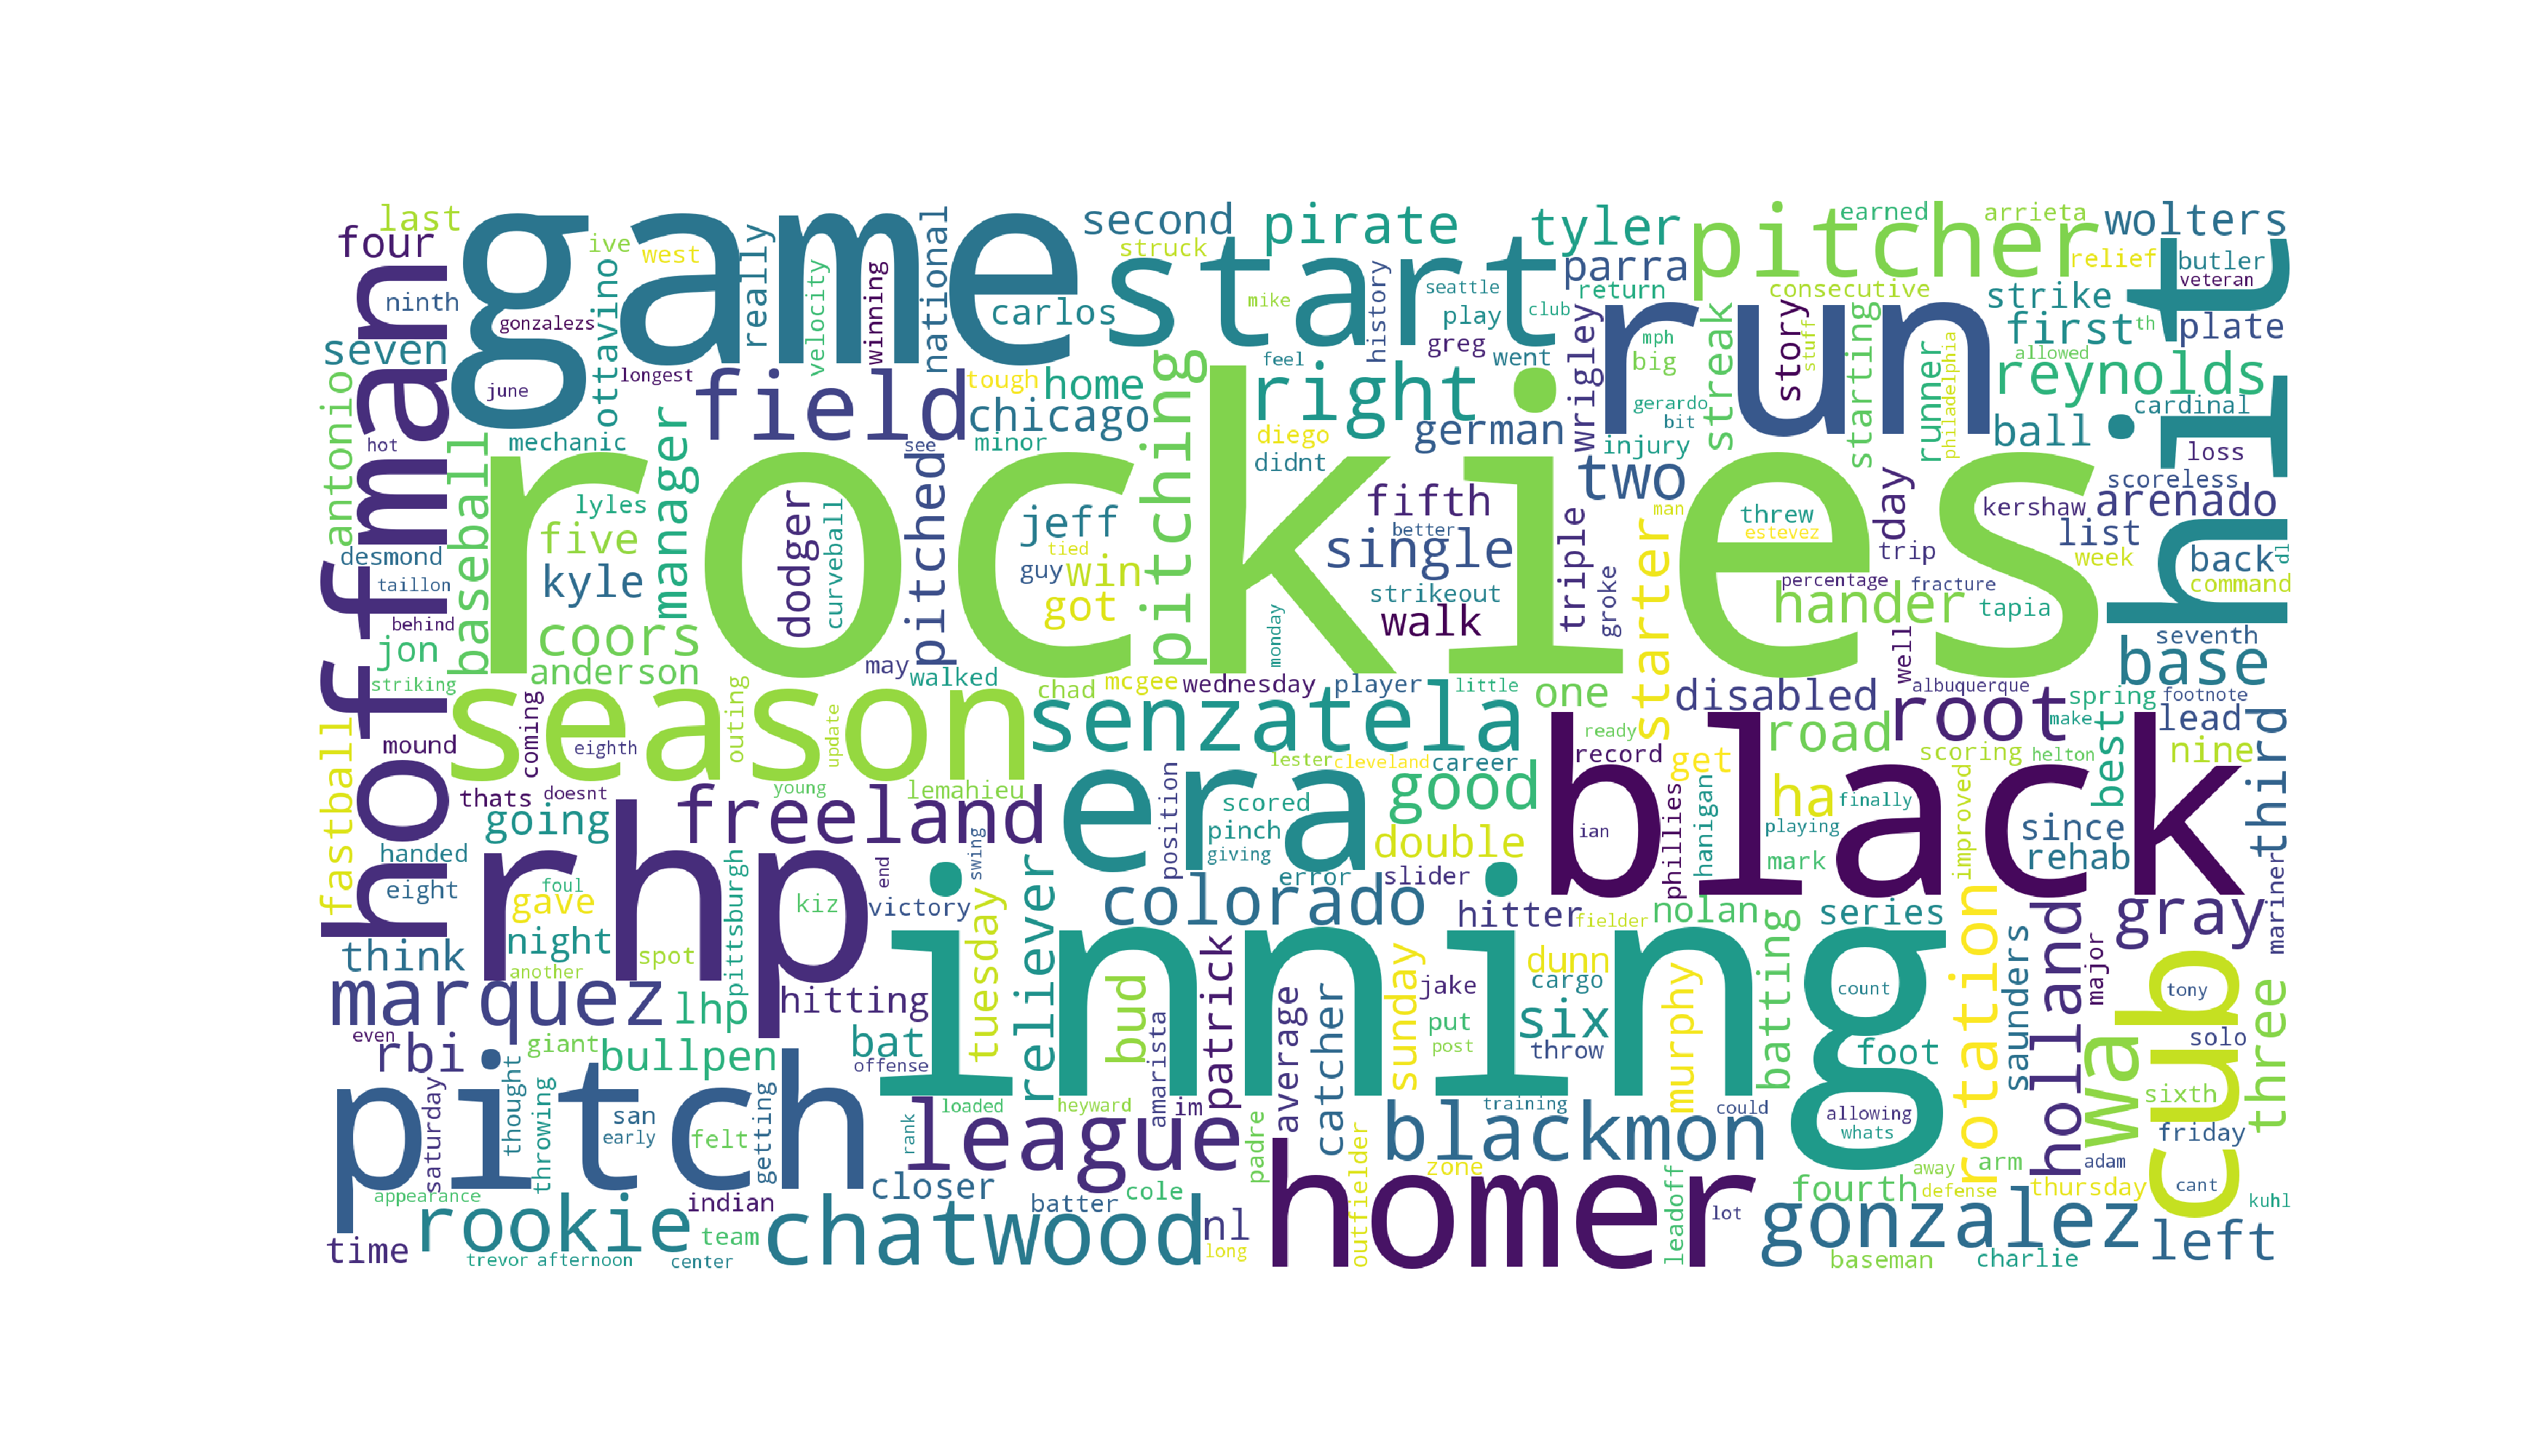 rockies
game
inning
black
run
hit
start
pitcher
hoffman
season
rhp
era
pitch
homer
cub
last
four
ninth
seven
gonzalezs
ive
west
ottavino
really
velocity
winning
national
june
longest
second
struck
carlos
pirate
mike
history
seattle
play
club
greg
went
feel
tyler
parra
return
earned
arrieta
consecutive
wolters
relief
butler
veteran
strike
first
th
plate
reynolds
allowed
cardinal
ball
loss
scoreless
arenado
kershaw
list
week
back
dl
command
tapia
seventh
base
antonio
hot
desmond
taillon
behind
jon
striking
baseball
mechanic
lyles
five
kyle
coors
anderson
manager
field
dodger
curveball
pitched
see
minor
tough
home
chicago
jeff
tied
guy
win
got
pitching
right
diego
didnt
german
fifth
better
single
strikeout
walk
monday
wrigley
mph
big
gerardo
bit
injury
two
triple
groke
man
starter
streak
story
stuff
starting
runner
philadelphia
day
threw
estevez
trip
percentage
fracture
hander
disabled
well
albuquerque
spring
footnote
root
make
lead
best
third
nine
road
scoring
helton
record
ready
get
ha
finally
improved
playing
mark
since
rehab
mariner
may
walked
chad
mcgee
wednesday
player
little
one
senzatela
lester
cleveland
career
good
phillies
hanigan
ian
fastball
mound
coming
eighth
outing
update
thats
doesnt
young
lemahieu
freeland
going
handed
eight
foul
gave
night
another
spot
pittsburgh
kiz
end
victory
swing
position
scored
pinch
giving
error
double
slider
think
marquez
lhp
hitting
tuesday
reliever
colorado
hitter
fielder
nolan
series
gray
even
rbi
giant
bullpen
bat
offense
bud
patrick
amarista
im
average
catcher
sunday
jake
put
post
dunn
cargo
six
throw
murphy
batting
count
foot
rotation
saunders
holland
major
wa
tony
solo
three
sixth
friday
saturday
thought
throwing
san
early
felt
getting
league
rank
loaded
heyward
padre
training
blackmon
could
allowing
whats
away
arm
defense
adam
thursday
cant
kuhl
appearance
rookie
indian
team
closer
batter
cole
chatwood
nl
long
outfielder
zone
leadoff
lot
fourth
gonzalez
baseman
charlie
left
time
trevor
afternoon
center